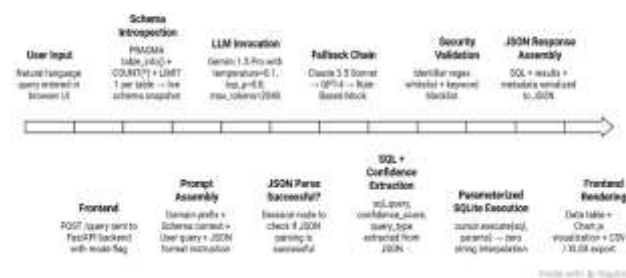 User Input
Natural language
query entered in
browser UI
Schema
Introspection
PRAGMA
table_info() +
COUNT(*) + LIMIT
1 per table → live
schema snapshot
LLM Invocation
Gemini 1.5 Pro with
temperature=0.1,
top_p=0.8,
max_tokens=2048
Fallback Chain
Claude 3.5 Sonnet
→ GPT-4 → Rule
Based block
Security
Validation
Identifier regex
whitelist + keyword
blacklist
JSON Response
Assembly
SQL + results +
metadata serialized
to JSON
Frontend
POST /query sent to
FastAPI backend
with mode flag
Prompt
Assembly
Domain prefix +
Schema context +
User query + JSON
format instruction
JSON Parse
Successful?
Decision node to
check if JSON
parsing is
successful
SQL +
Confidence
Extraction
sql_query,
confidence_score,
query_type
extracted from
JSON
Parameterized
SQLite Execution
cursor.execute(sql,
params) → zero
string interpolation
Frontend
Rendering
Data table +
Chart.js
visualization + CSV
/ XLSX export
Made with